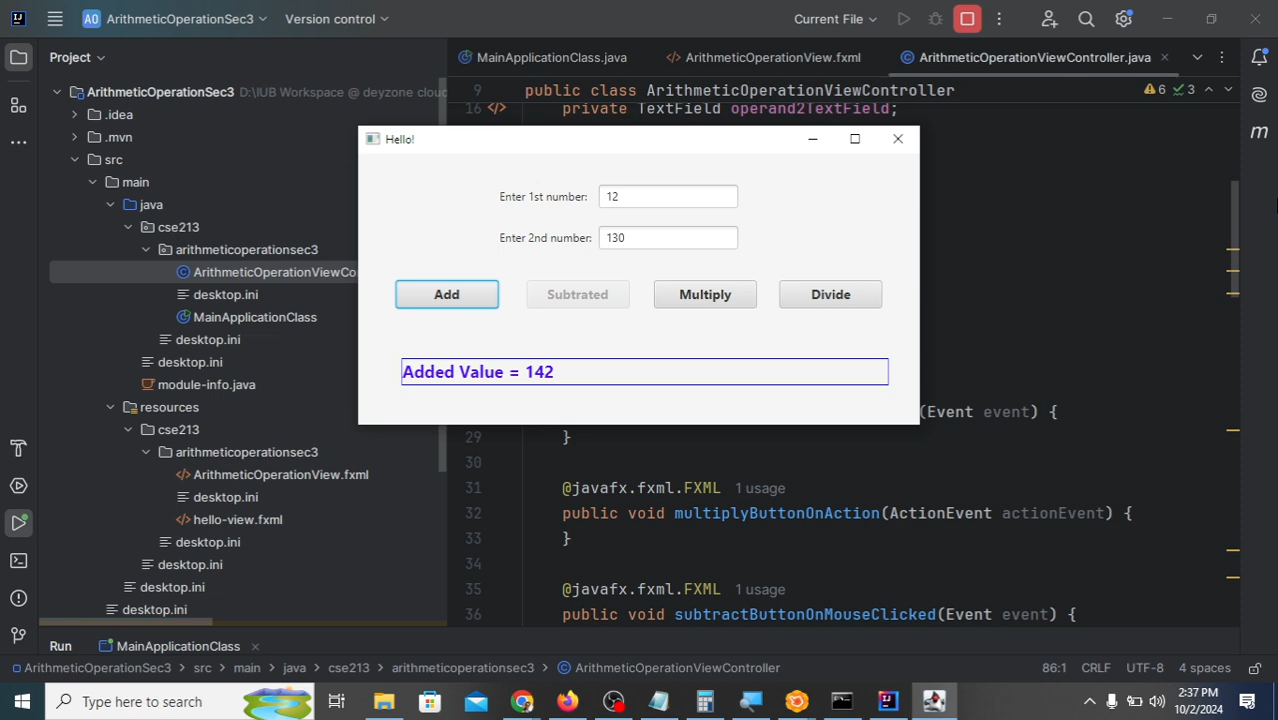 AO ArithmeticOperationSec3 Version control Current File
Project
MainApplicationClass.java ArithmeticOperationView.fxml ArithmeticOperationViewController.java
ArithmeticOperationSec3 D:\IUB Workspace @ deyzone clou
9 public class ArithmeticOperationViewController 6 3
16 private TextField operand2TextField;
.idea
.mvn
src
main
java
cse213
arithmeticoperationsec3
ArithmeticOperationViewCo
desktop.ini
MainApplicationClass
desktop.ini
desktop.ini
module-info.java
resources
cse213
arithmeticoperationsec3
ArithmeticOperationView.fxml
desktop.ini
hello-view.fxml
desktop.ini
desktop.ini
desktop.ini
desktop.ini
Hello!
Enter 1st number: 12
Enter 2nd number: 130
Add Subtrated Multiply Divide
Added Value = 142
(Event event) {
29 }
30
31 @javafx.fxml.FXML 1 usage
32 public void multiplyButtonOnAction(ActionEvent actionEvent) {
33 }
34
35 @javafx.fxml.FXML 1 usage
36 public void subtractButtonOnMouseClicked(Event event) {
Run MainApplicationClass
ArithmeticOperationSec3 > src > main > java > cse213 > arithmeticoperationsec3 > ArithmeticOperationViewController 86:1 CRLF UTF-8 4 spaces
Type here to search
2:37 PM
10/2/2024